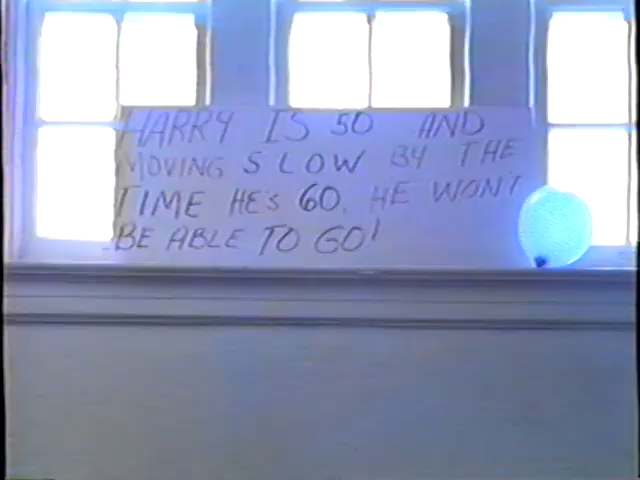 HARRY IS 50 AND
MOVING SLOW BY THE
TIME HE'S 60, HE WON'T
BE ABLE TO GO!